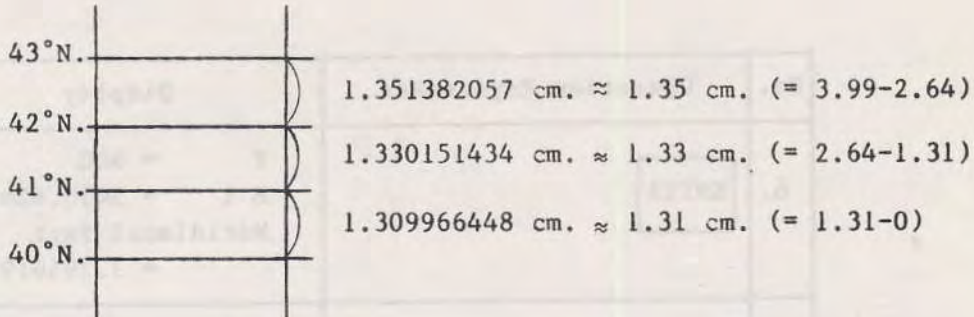 43°N.
1.351382057 cm. ≈ 1.35 cm. (= 3.99-2.64)
42°N.
1.330151434 cm. ≈ 1.33 cm. (= 2.64-1.31)
41°N.
1.309966448 cm. ≈ 1.31 cm. (= 1.31-0)
40°N.